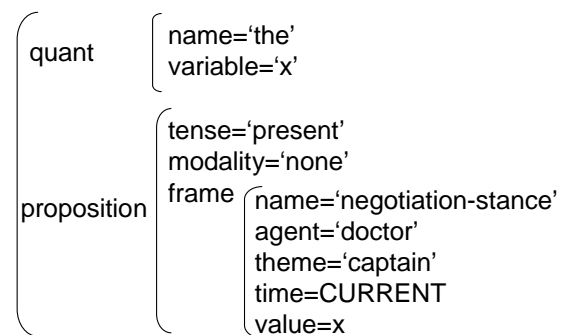 quant
name=‘the’
variable=‘x’
proposition
tense=‘present’
modality=‘none’
frame
name=‘negotiation-stance’
agent=‘doctor’
theme=‘captain’
time=CURRENT
value=x